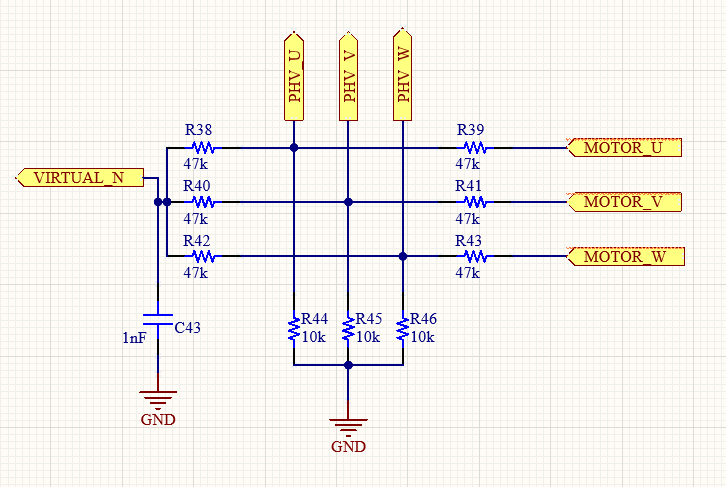 PHV_U
PHV_V
PHV_W
R38
R39
47k
47k
MOTOR_U
VIRTUAL_N
R40
R41
47k
47k
MOTOR_V
R42
R43
47k
47k
MOTOR_W
C43
1nF
R44
R45
R46
10k
10k
10k
GND
GND